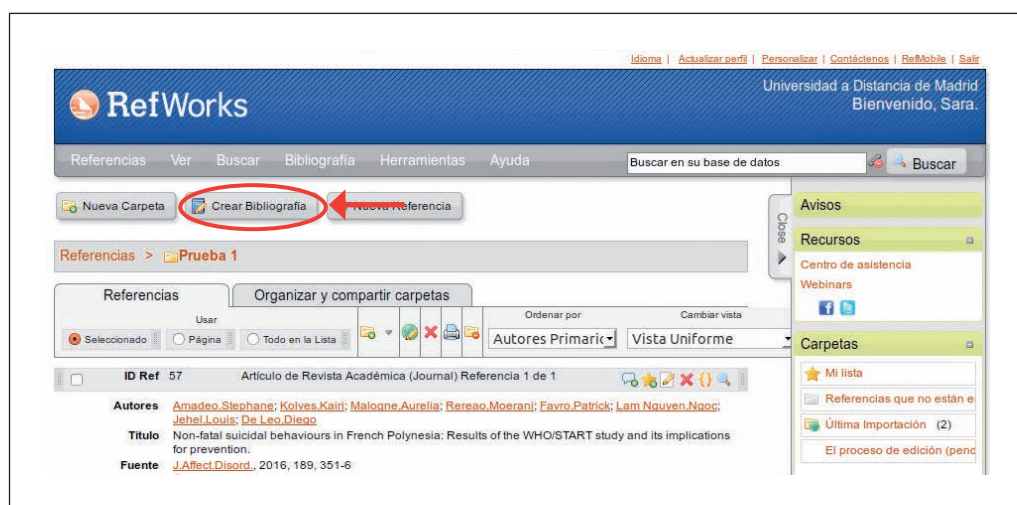 Idioma | Actualizar perfil | Personalizar | Contáctenos | RefMobile | Salir
RefWorks
Universidad a Distancia de Madrid
Bienvenido, Sara.
Referencias Ver Buscar Bibliografía Herramientas Ayuda
Buscar en su base de datos
Buscar
Nueva Carpeta
Crear Bibliografía
Nueva Referencia
Close
Referencias > Prueba 1
Referencias
Organizar y compartir carpetas
Usar
Seleccionado
Página
Todo en la Lista
Ordenar por
Autores Primaric
Cambiar vista
Vista Uniforme
ID Ref 57 Artículo de Revista Académica (Journal) Referencia 1 de 1
Autores Amadeo,Stephane; Kolves,Kairi; Malogne,Aurelia; Rereao,Moerani; Favro,Patrick; Lam Nguyen,Ngoc;
Jehel,Louis; De Leo,Diego
Título Non-fatal suicidal behaviours in French Polynesia: Results of the WHO/START study and its implications
for prevention.
Fuente J.Affect.Disord., 2016, 189, 351-6
Avisos
Recursos
Centro de asistencia
Webinars
Carpetas
Mi lista
Referencias que no están e
Última Importación (2)
El proceso de edición (pend